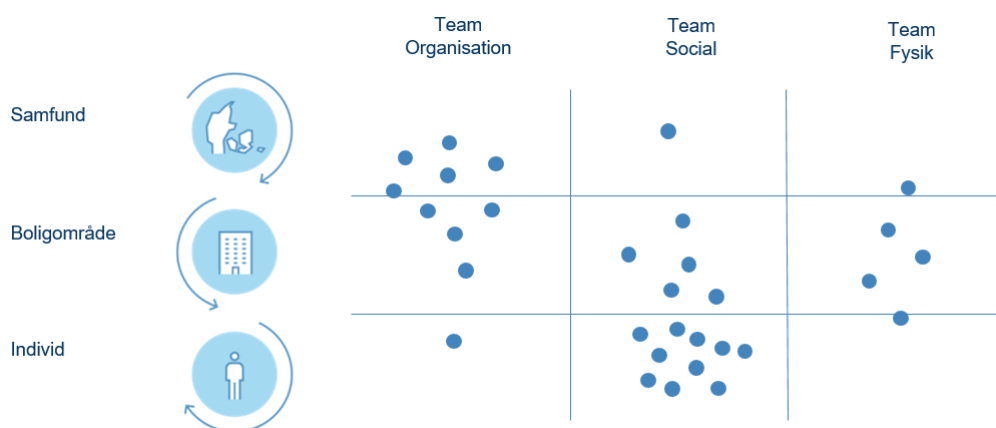 Team
Organisation
Team
Social
Team
Fysik
Samfund
Boligområde
Individ